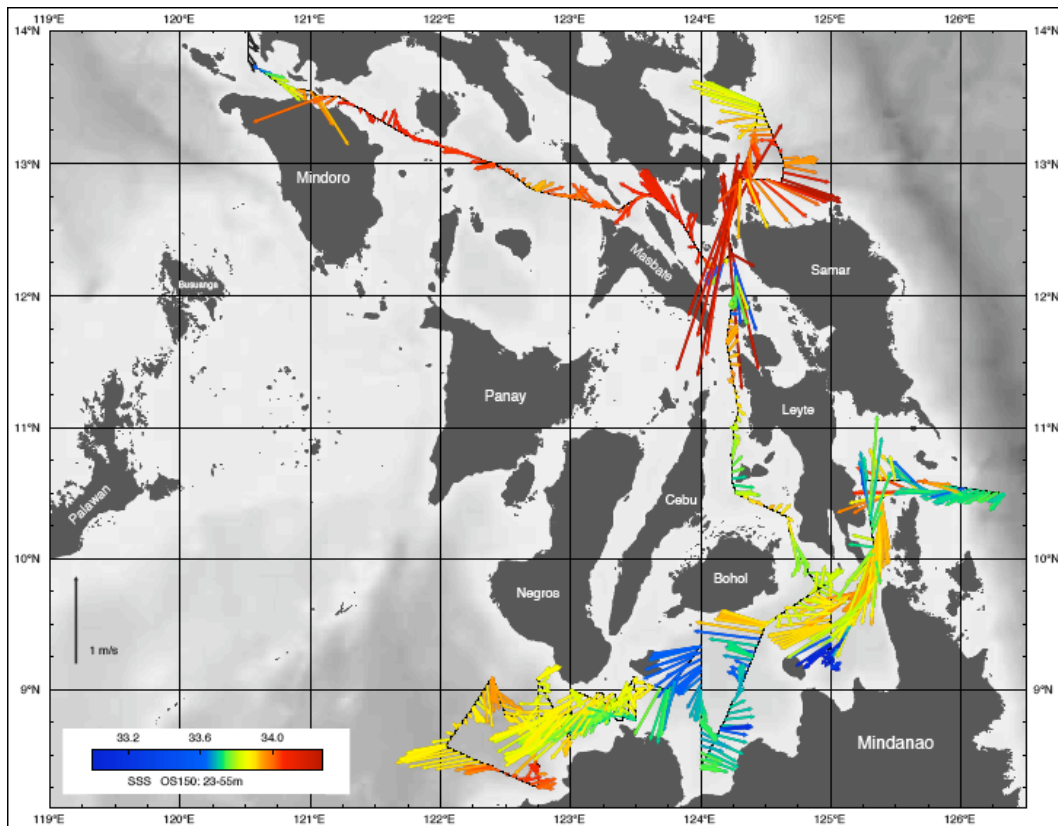 119°E 120°E 121°E 122°E 123°E 124°E 125°E 126°E
14°N 14°N
13°N 13°N
Mindoro
Masbate
Samar
Busuanga
12°N 12°N
Panay
Leyte
11°N 11°N
Palawan
Cebu
10°N 10°N
Bohol
Negros
1 m/s
9°N 9°N
33.2 33.6 34.0
Mindanao
SSS OS150: 23-55m
119°E 120°E 121°E 122°E 123°E 124°E 125°E 126°E